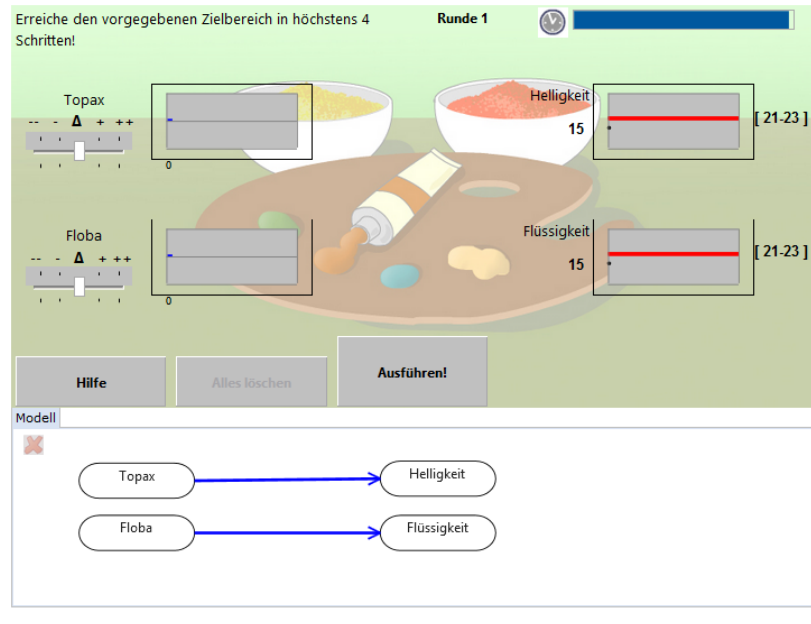 Erreiche den vorgegebenen Zielbereich in höchstens 4
Schritten!
Runde 1
Topax
-- - Δ + ++
0
Helligkeit
15
[ 21-23 ]
Floba
-- - Δ + ++
0
Flüssigkeit
15
[ 21-23 ]
Hilfe
Alles löschen
Ausführen!
Modell
Topax
Helligkeit
Floba
Flüssigkeit